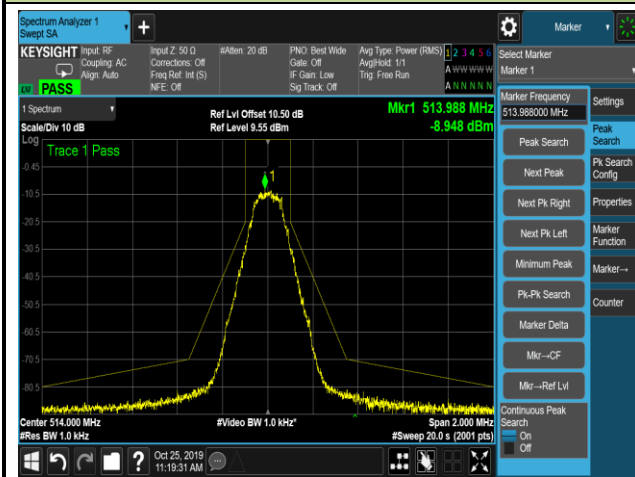 Spectrum Analyzer 1
Swept SA
Marker
KEYSIGHT
Input: RF
Coupling: AC
Align: Auto
Input Z: 50 Ω
Corrections: Off
Freq Ref: Int (S)
NFE: Off
#Atten: 20 dB
PNO: Best Wide
Gate: Off
IF Gain: Low
Sig Track: Off
Avg Type: Power (RMS)
Avg|Hold: 1/1
Trig: Free Run
1 2 3 4 5 6
A W W W W W
A N N N N N
PASS
Select Marker
Marker 1
1 Spectrum
Scale/Div 10 dB
Log
Ref Lvl Offset 10.50 dB
Ref Level 9.55 dBm
Mkr1 513.988 MHz
-8.948 dBm
Trace 1 Pass
1
-0.45
-10.5
-20.5
-30.5
-40.5
-50.5
-60.5
-70.5
-80.5
Center 514.000 MHz
#Res BW 1.0 kHz
#Video BW 1.0 kHz*
Span 2.000 MHz
#Sweep 20.0 s (2001 pts)
Marker Frequency
513.988000 MHz
Peak Search
Next Peak
Next Pk Right
Next Pk Left
Minimum Peak
Pk-Pk Search
Marker Delta
Mkr→CF
Mkr→Ref Lvl
Continuous Peak
Search
On
Off
Settings
Peak
Search
Pk Search
Config
Properties
Marker
Function
Marker→
Counter
Oct 25, 2019
11:19:31 AM